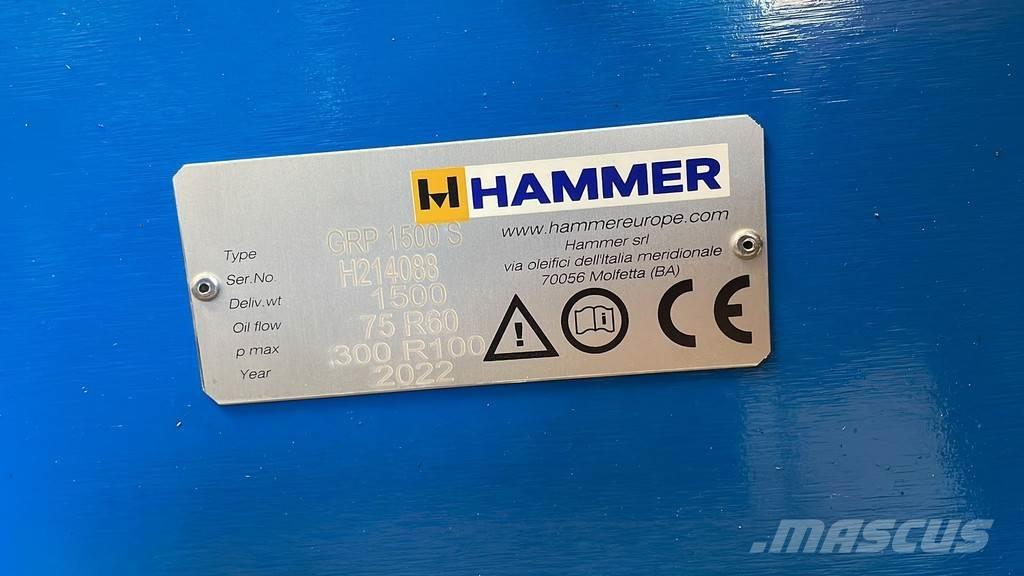 H HAMMER
www.hammereurope.com
Hammer srl
via oleifici dell'Italia meridionale
70056 Molfetta (BA)
Type GRP 1500 S
Ser.No H214088
Deliv.wt 1500
Oil flow 75 R60
p max 300 R100
Year 2022
CE
.MASCUS